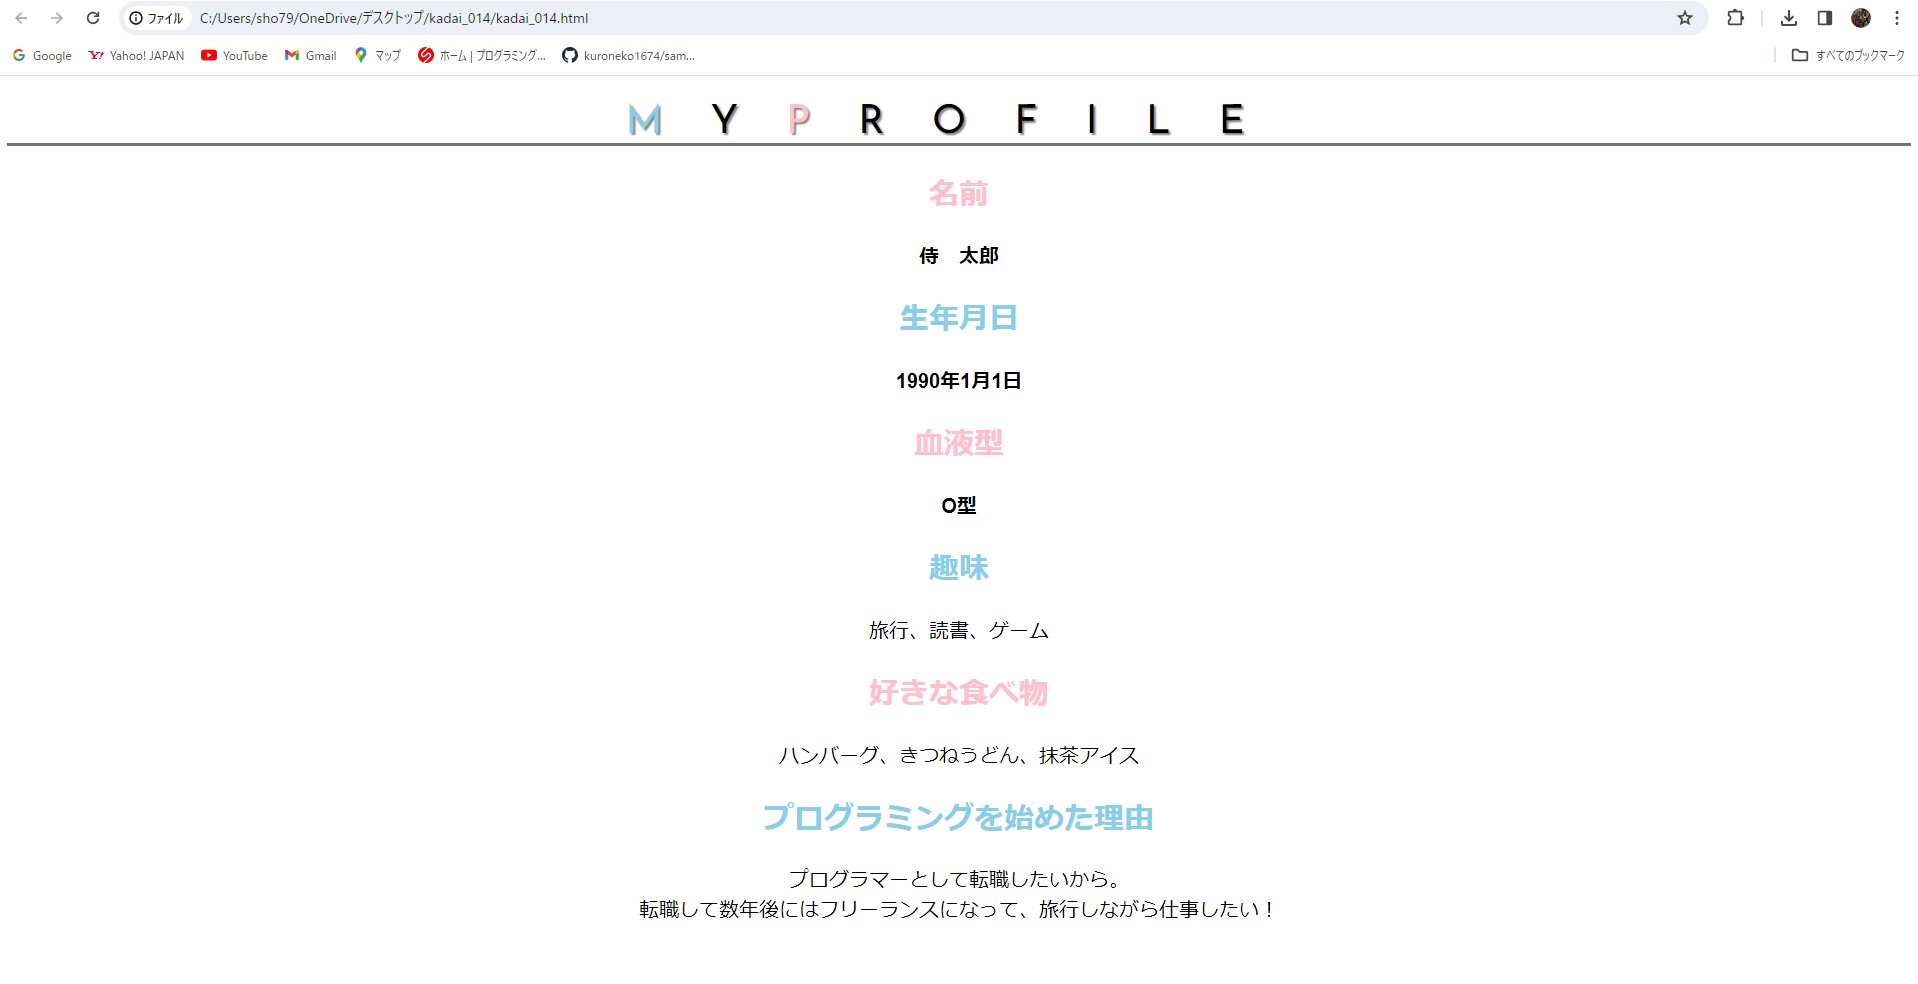 ファイル C:/Users/sho79/OneDrive/デスクトップ/kadai_014/kadai_014.html
Google Yahoo! JAPAN YouTube Gmail マップ ホーム | プログラミング... kuroneko1674/sam... すべてのブックマーク
M Y P R O F I L E
名前
侍　太郎
生年月日
1990年1月1日
血液型
O型
趣味
旅行、読書、ゲーム
好きな食べ物
ハンバーグ、きつねうどん、抹茶アイス
プログラミングを始めた理由
プログラマーとして転職したいから。
転職して数年後にはフリーランスになって、旅行しながら仕事したい！